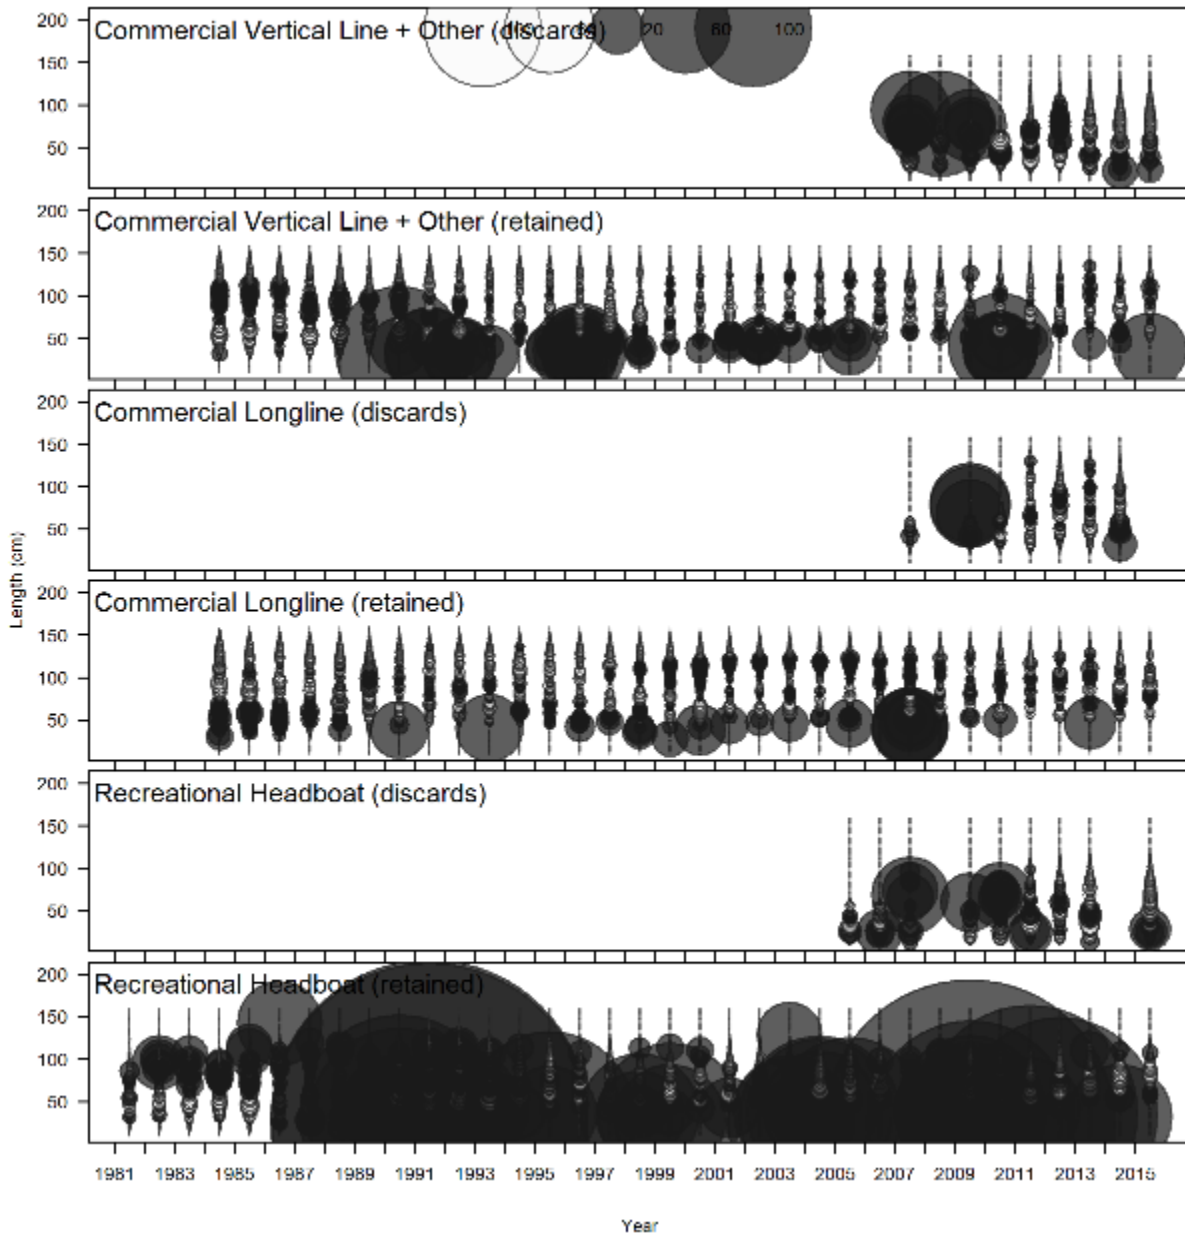 Commercial Vertical Line + Other (discards) 20 60 100
200
150
100
50
Commercial Vertical Line + Other (retained)
200
150
100
50
Commercial Longline (discards)
200
150
100
50
Length (cm)
Commercial Longline (retained)
200
150
100
50
Recreational Headboat (discards)
200
150
100
50
Recreational Headboat (retained)
200
150
100
50
1981 1983 1985 1987 1989 1991 1993 1995 1997 1999 2001 2003 2005 2007 2009 2011 2013 2015
Year